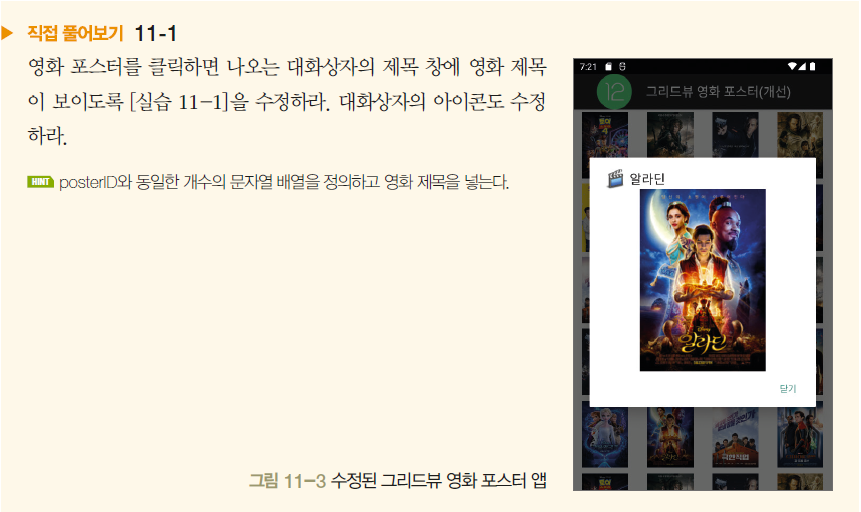 ▶ 직접 풀어보기 11-1
영화 포스터를 클릭하면 나오는 대화상자의 제목 창에 영화 제목
이 보이도록 [실습 11-1]을 수정하라. 대화상자의 아이콘도 수정
하라.
HINT posterID와 동일한 개수의 문자열 배열을 정의하고 영화 제목을 넣는다.
7:21
12 그리드뷰 영화 포스터(개선)
알라딘
Disney
알라딘
닫기
극한직업
그림 11-3 수정된 그리드뷰 영화 포스터 앱